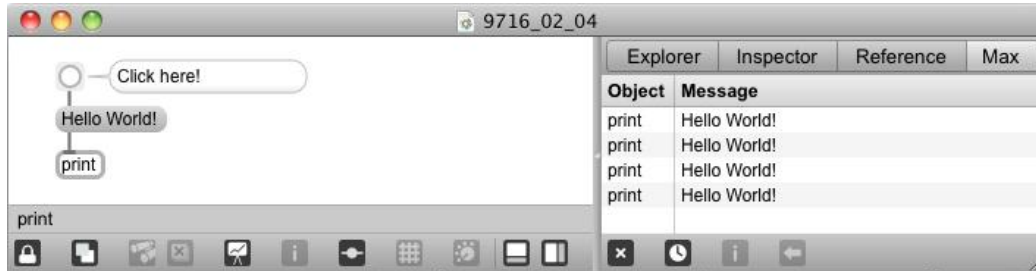 9716_02_04
Click here!
Hello World!
print
print
Explorer Inspector Reference Max
Object Message
print Hello World!
print Hello World!
print Hello World!
print Hello World!